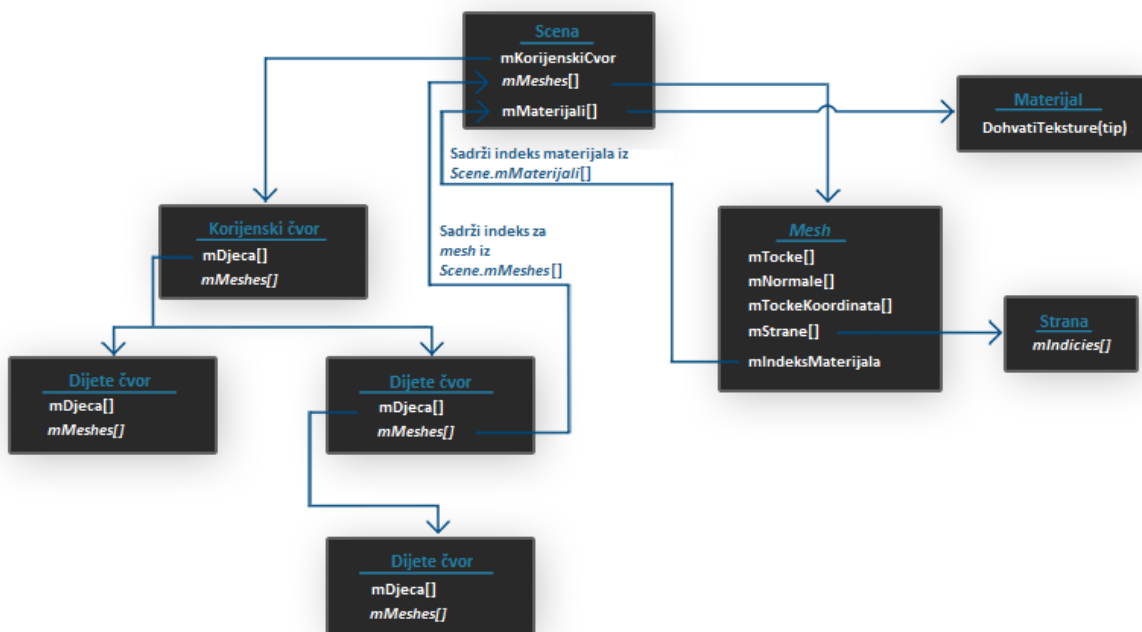 Scena
mKorijenskiCvor
mMeshes[]
mMaterijali[]
Materijal
DohvatiTeksture(tip)
Sadrži indeks materijala iz
Scene.mMaterijali[]
Korijenski čvor
mDjeca[]
mMeshes[]
Sadrži indeks za
mesh iz
Scene.mMeshes[]
Mesh
mTocke[]
mNormale[]
mTockeKoordinata[]
mStrane[]
mIndeksMaterijala
Strana
mIndicies[]
Dijete čvor
mDjeca[]
mMeshes[]
Dijete čvor
mDjeca[]
mMeshes[]
Dijete čvor
mDjeca[]
mMeshes[]